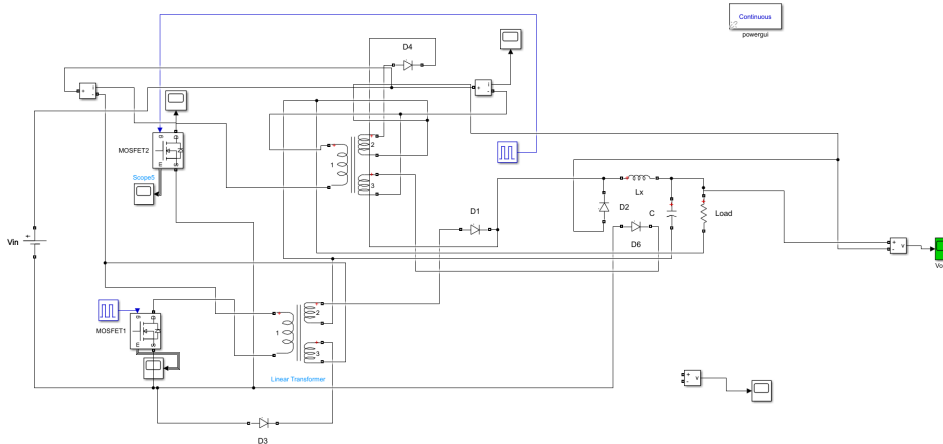 Continuous
powergui
D4
i
+
-
+
i
-
g
D
MOSFET2
E
S
Scope5
+
1
2
+
3
+
Lx
D1
D2
C
Load
D6
Vin
+
-
v
Vo
g
D
MOSFET1
E
S
+
1
2
+
3
+
Linear Transformer
+
-
v
D3